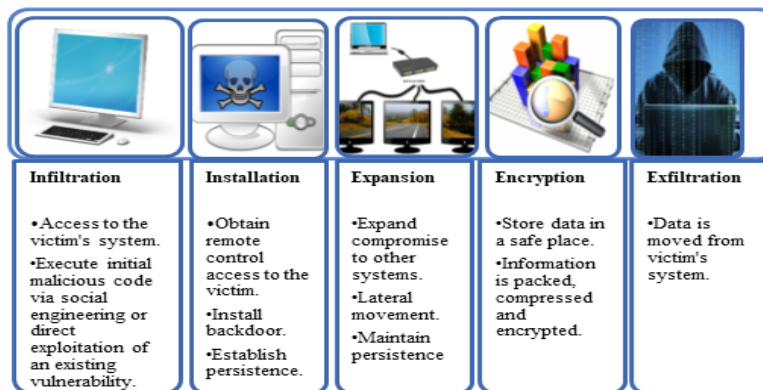 Infiltration
•Access to the
victim's system.
•Execute initial
malicious code
via social
engineering or
direct
exploitation of
an existing
vulnerability.
Installation
•Obtain
remote
control
access to the
victim.
•Install
backdoor.
•Establish
persistence.
Expansion
•Expand
compromise
to other
systems.
•Lateral
movement.
•Maintain
persistence
Encryption
•Store data in
a safe place.
•Information
is packed,
compressed
and
encrypted.
Exfiltration
•Data is
moved from
victim's
system.